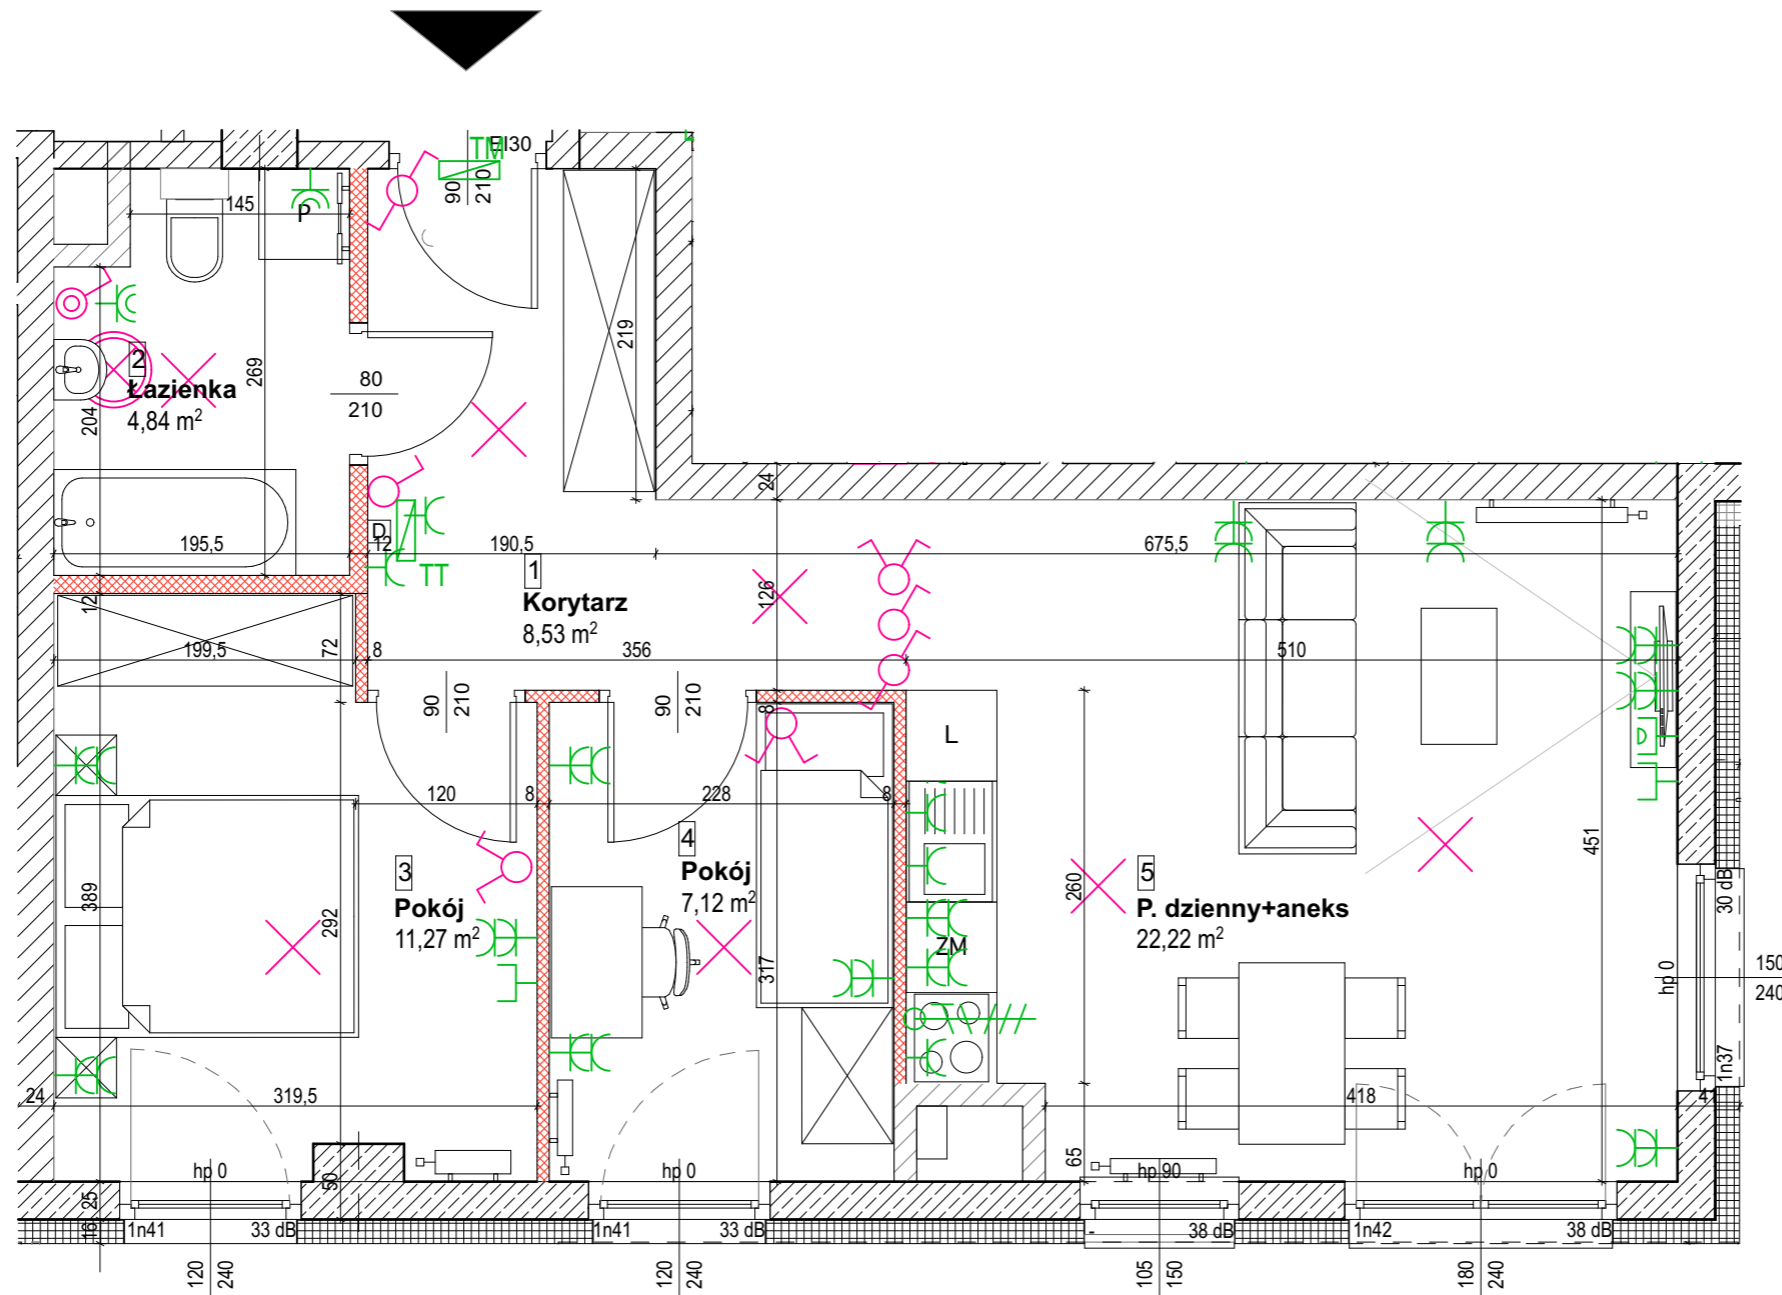 TM
EI30
90
210
145
P
219
269
2
Łazienka
4,84 m²
204
80
210
24
D
12
195,5
190,5
675,5
TT
1
Korytarz
8,53 m²
126
12
199,5
72
8
356
510
90
210
90
210
8
L
120
8
228
8
451
3
Pokój
11,27 m²
4
Pokój
7,12 m²
5
P. dzienny+aneks
22,22 m²
389
292
317
260
ZM
30 dB
hp 0
150
240
1n37
24
319,5
418
41
65
50
hp 0
hp 0
hp 90
hp 0
25
16
1n41
33 dB
1n41
33 dB
38 dB
1n42
38 dB
120
240
120
240
105
150
180
240